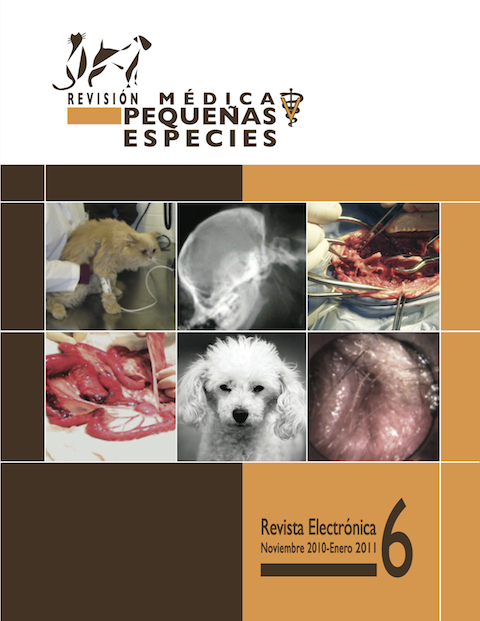 REVISIÓN MÉDICA
PEQUEÑAS
ESPECIES
Revista Electrónica
Noviembre 2010-Enero 2011
6